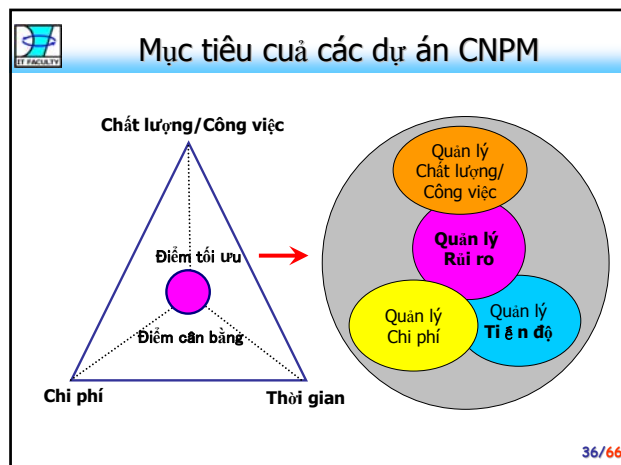 IT FACULTY
Mục tiêu cuả các dự án CNPM
Chất lượng/Công việc
Điểm tối ưu
Điểm cân bằng
Chi phí
Thời gian
Quản lý
Chất lượng/
Công việc
Quản lý
Rủi ro
Quản lý
Chi phí
Quản lý
Tiến độ
36/66